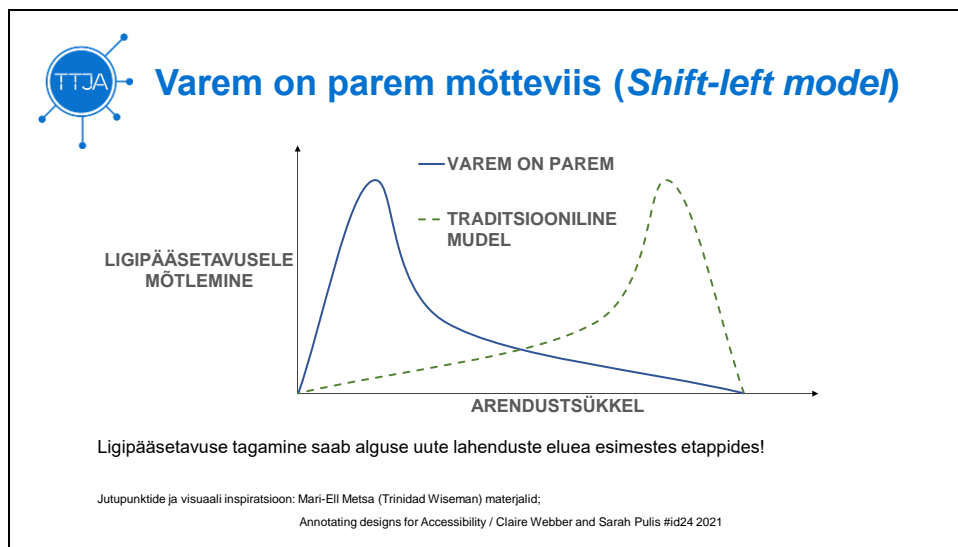 TTJA
Varem on parem mõtteviis (Shift-left model)
VAREM ON PAREM
TRADITSIOONILINE
MUDEL
LIGIPÄÄSETAVUSELE
MÕTLEMINE
ARENDUSTSÜKKEL
Ligipääsetavuse tagamine saab alguse uute lahenduste eluea esimestes etappides!
Jutupunktide ja visuaali inspiratsioon: Mari-Ell Metsa (Trinidad Wiseman) materjalid;
Annotating designs for Accessibility / Claire Webber and Sarah Pulis #id24 2021